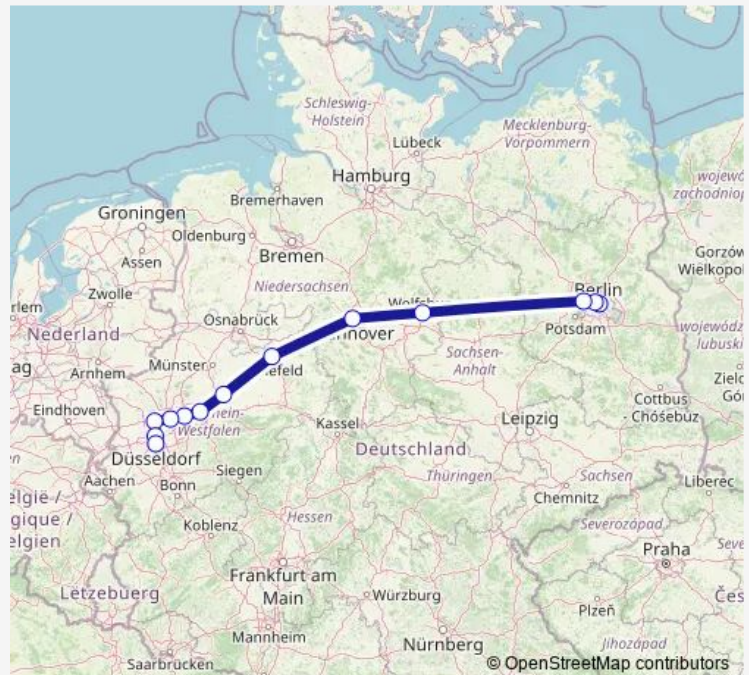 Schleswig-
Holstein
Mecklenburg-
Vorpommern
Lübeck
Hamburg
Bremerhaven
Groningen
Oldenburg
Bremen
Assen
Gorzów
Wielkopol
Niedersachsen
Zwolle
Berlin
Osnabrück
Potsdam
Nederland
Arnhem
Münster
Sachsen-
Anhalt
Eindhoven
Cottbus
Chóśebuz
Kassel
Leipzig
Düsseldorf
Deutschland
Siegen
Aachen
Bonn
Thüringen
Sachsen
Liberec
Chemnitz
Koblenz
Hessen
Severozápad
Praha
Frankfurt am
Main
Lëtzebuerg
Würzburg
Plzeň
Mannheim
Nürnberg
Jihozápad
Saarbrücken
© OpenStreetMap contributors